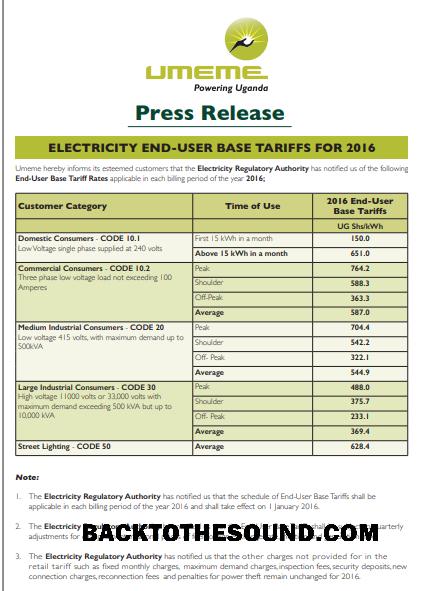 UMEME
Powering Uganda
Press Release
ELECTRICITY END-USER BASE TARIFFS FOR 2016
Umeme hereby informs its esteemed customers that the Electricity Regulatory Authority has notified us of the following
End-User Base Tariff Rates applicable in each billing period of the year 2016;
Customer Category Time of Use 2016 End-User
Base Tariffs
UG Shs/kWh
Domestic Consumers - CODE 10.1 First 15 kWh in a month 150.0
Low Voltage single phase supplied at 240 volts Above 15 kWh in a month 651.0
Commercial Consumers - CODE 10.2 Peak 764.2
Three phase low voltage load not exceeding 100 Shoulder 588.3
Amperes Off-Peak 363.3
Average 587.0
Medium Industrial Consumers - CODE 20 Peak 704.4
Low voltage 415 volts, with maximum demand up to Shoulder 542.2
500kVA Off- Peak 322.1
Average 544.9
Large Industrial Consumers - CODE 30 Peak 488.0
High voltage 11000 volts or 33,000 volts with Shoulder 375.7
maximum demand exceeding 500 kVA but up to Off- Peak 233.1
10,000 kVA Average 369.4
Street Lighting - CODE 50 Average 628.4
Note:
1. The Electricity Regulatory Authority has notified us that the schedule of End-User Base Tariffs shall be
applicable in each billing period of the year 2016 and shall take effect on 1 January 2016.
2. The quarterly
adjustments for
BACKTOTHESOUND.COM
3. The Electricity Regulatory Authority has notified us that the other charges not provided for in the
retail tariff such as fixed monthly charges, maximum demand charges, inspection fees, security deposits, new
connection charges, reconnection fees and penalties for power theft remain unchanged for 2016.